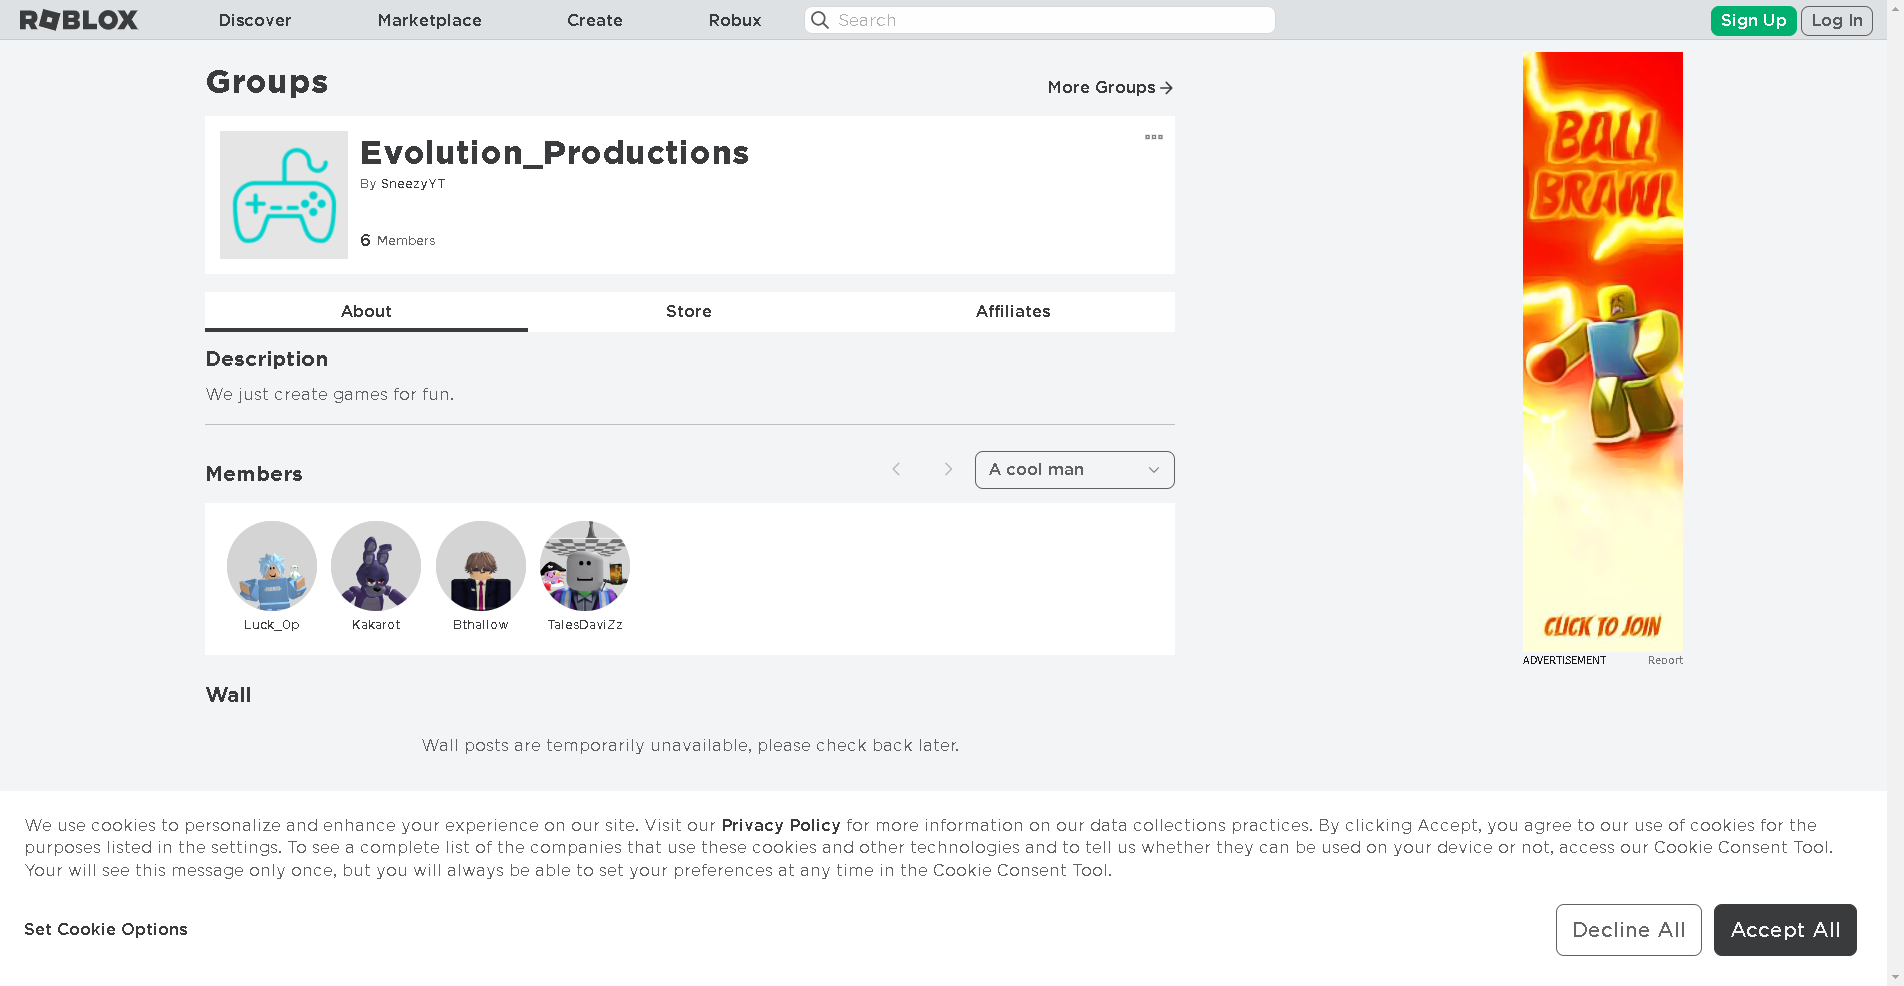 ROBLOX
Discover
Marketplace
Create
Robux
Search
Sign Up
Log In
Groups
More Groups
Evolution_Productions
By SneezyYT
6 Members
About
Store
Affiliates
Description
We just create games for fun.
Members
A cool man
Luck_Op
Kakarot
Bthallow
TalesDaviZz
Wall
Wall posts are temporarily unavailable, please check back later.
BALL
BRAWL
CLICK TO JOIN
ADVERTISEMENT
Report
We use cookies to personalize and enhance your experience on our site. Visit our Privacy Policy for more information on our data collections practices. By clicking Accept, you agree to our use of cookies for the
purposes listed in the settings. To see a complete list of the companies that use these cookies and other technologies and to tell us whether they can be used on your device or not, access our Cookie Consent Tool.
Your will see this message only once, but you will always be able to set your preferences at any time in the Cookie Consent Tool.
Set Cookie Options
Decline All
Accept All